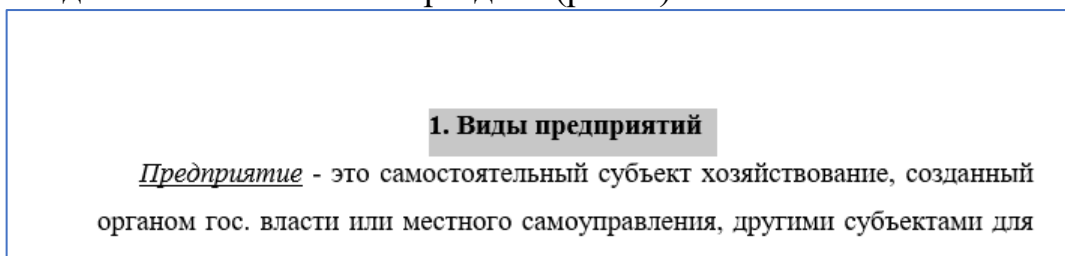 1. Виды предприятий
Предприятие - это самостоятельный субъект хозяйствование, созданный
органом гос. власти или местного самоуправления, другими субъектами для